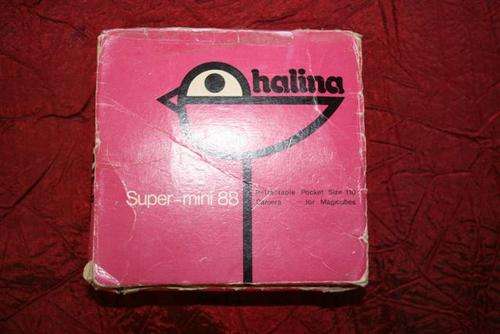 halina
Super-mini 88
Retractable Pocket Size 110
Camera for Magicubes